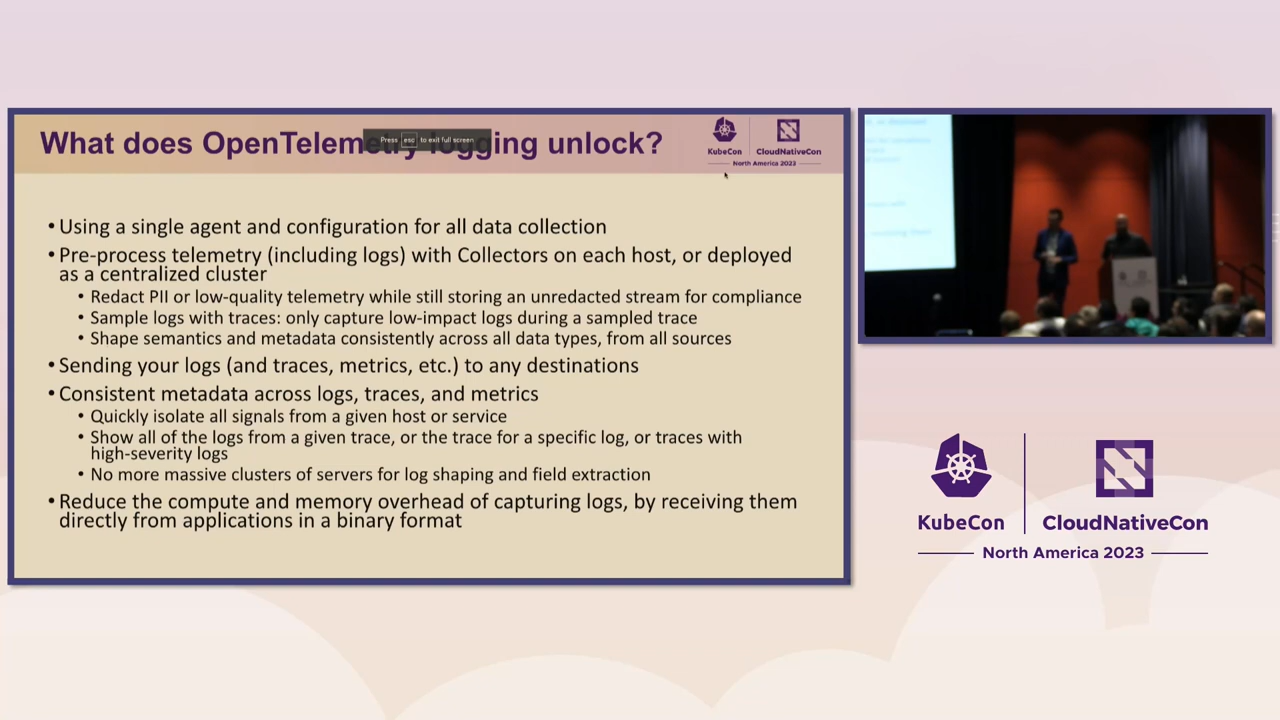 What does OpenTelemetry logging unlock?
Press esc to exit full screen
KubeCon
CloudNativeCon
North America 2023
• Using a single agent and configuration for all data collection
• Pre-process telemetry (including logs) with Collectors on each host, or deployed
as a centralized cluster
• Redact PII or low-quality telemetry while still storing an unredacted stream for compliance
• Sample logs with traces: only capture low-impact logs during a sampled trace
• Shape semantics and metadata consistently across all data types, from all sources
• Sending your logs (and traces, metrics, etc.) to any destinations
• Consistent metadata across logs, traces, and metrics
• Quickly isolate all signals from a given host or service
• Show all of the logs from a given trace, or the trace for a specific log, or traces with
high-severity logs
• No more massive clusters of servers for log shaping and field extraction
• Reduce the compute and memory overhead of capturing logs, by receiving them
directly from applications in a binary format
KubeCon
CloudNativeCon
North America 2023